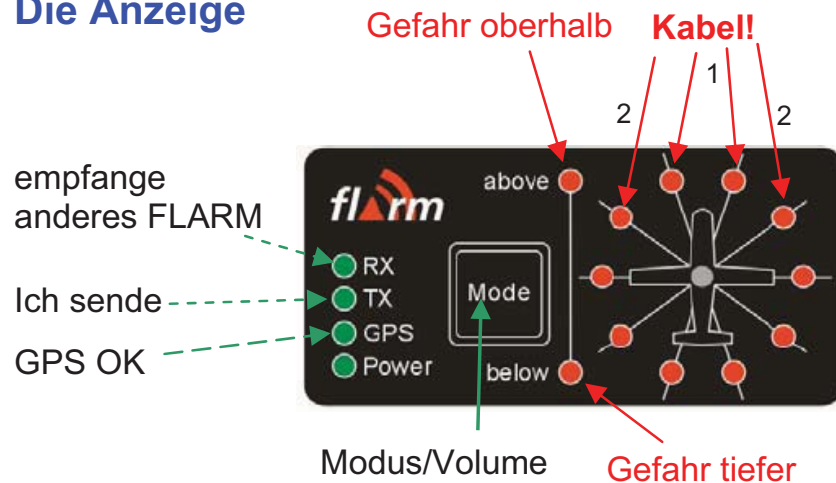 Die Anzeige
Gefahr oberhalb
Kabel!
1
2
2
empfange
anderes FLARM
flarm
above
RX
Ich sende
TX
Mode
GPS
GPS OK
Power
below
Modus/Volume
Gefahr tiefer